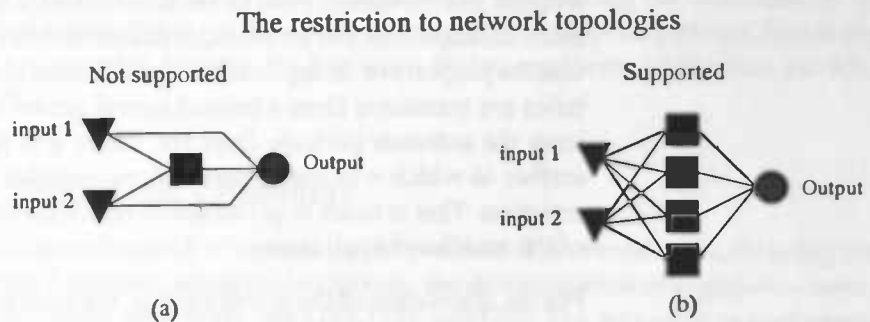 The restriction to network topologies
Not supported
input 1
input 2
Output
(a)
Supported
input 1
input 2
Output
(b)